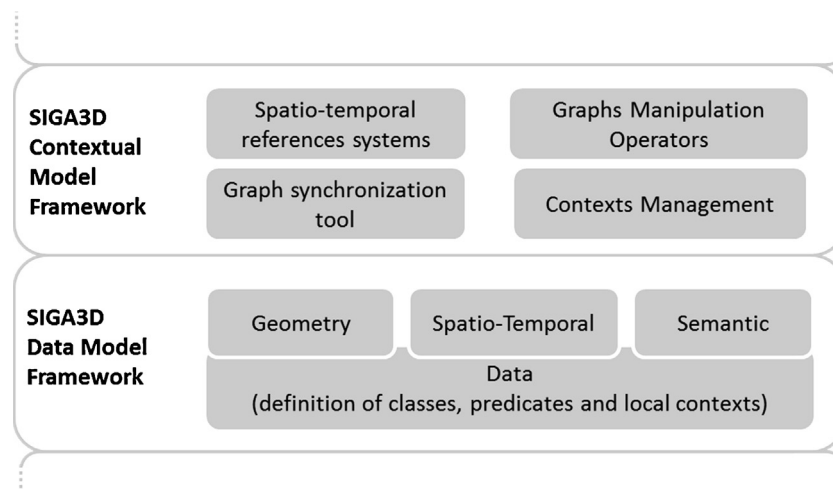 SIGA3D
Contextual
Model
Framework
Spatio-temporal
references systems
Graphs Manipulation
Operators
Graph synchronization
tool
Contexts Management
SIGA3D
Data Model
Framework
Geometry
Spatio-Temporal
Semantic
Data
(definition of classes, predicates and local contexts)